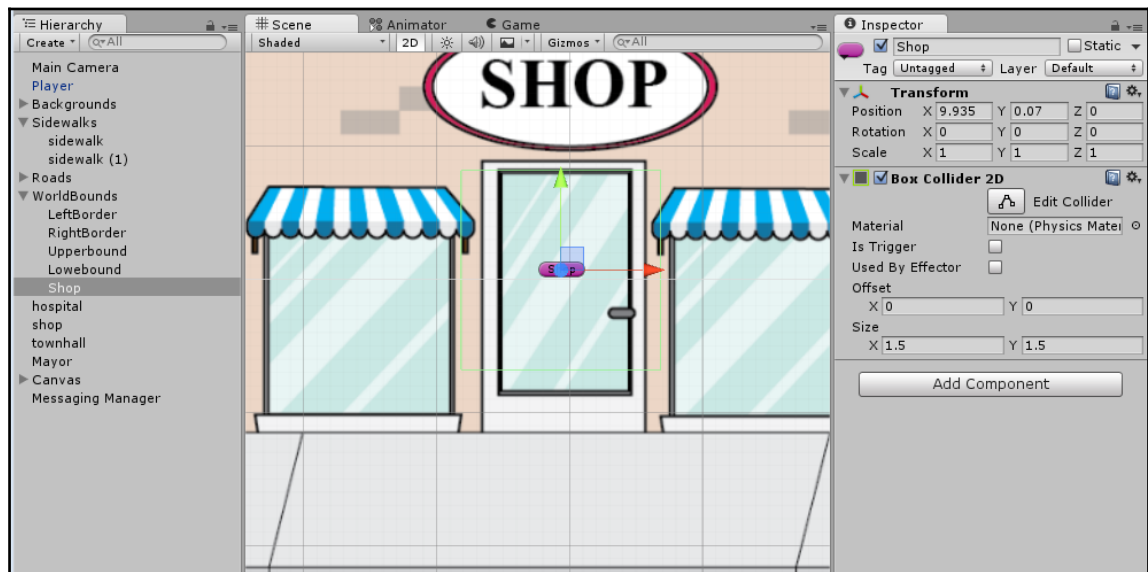 Hierarchy
Create
All
Main Camera
Player
Backgrounds
Sidewalks
sidewalk
sidewalk (1)
Roads
WorldBounds
LeftBorder
RightBorder
Upperbound
Lowebound
Shop
hospital
shop
townhall
Mayor
Canvas
Messaging Manager
Scene Animator Game
Shaded 2D Gizmos All
SHOP
Shop
Inspector
Shop Static
Tag Untagged Layer Default
Transform
Position X 9.935 Y 0.07 Z 0
Rotation X 0 Y 0 Z 0
Scale X 1 Y 1 Z 1
Box Collider 2D
Edit Collider
Material None (Physics Mater
Is Trigger
Used By Effector
Offset
X 0 Y 0
Size
X 1.5 Y 1.5
Add Component